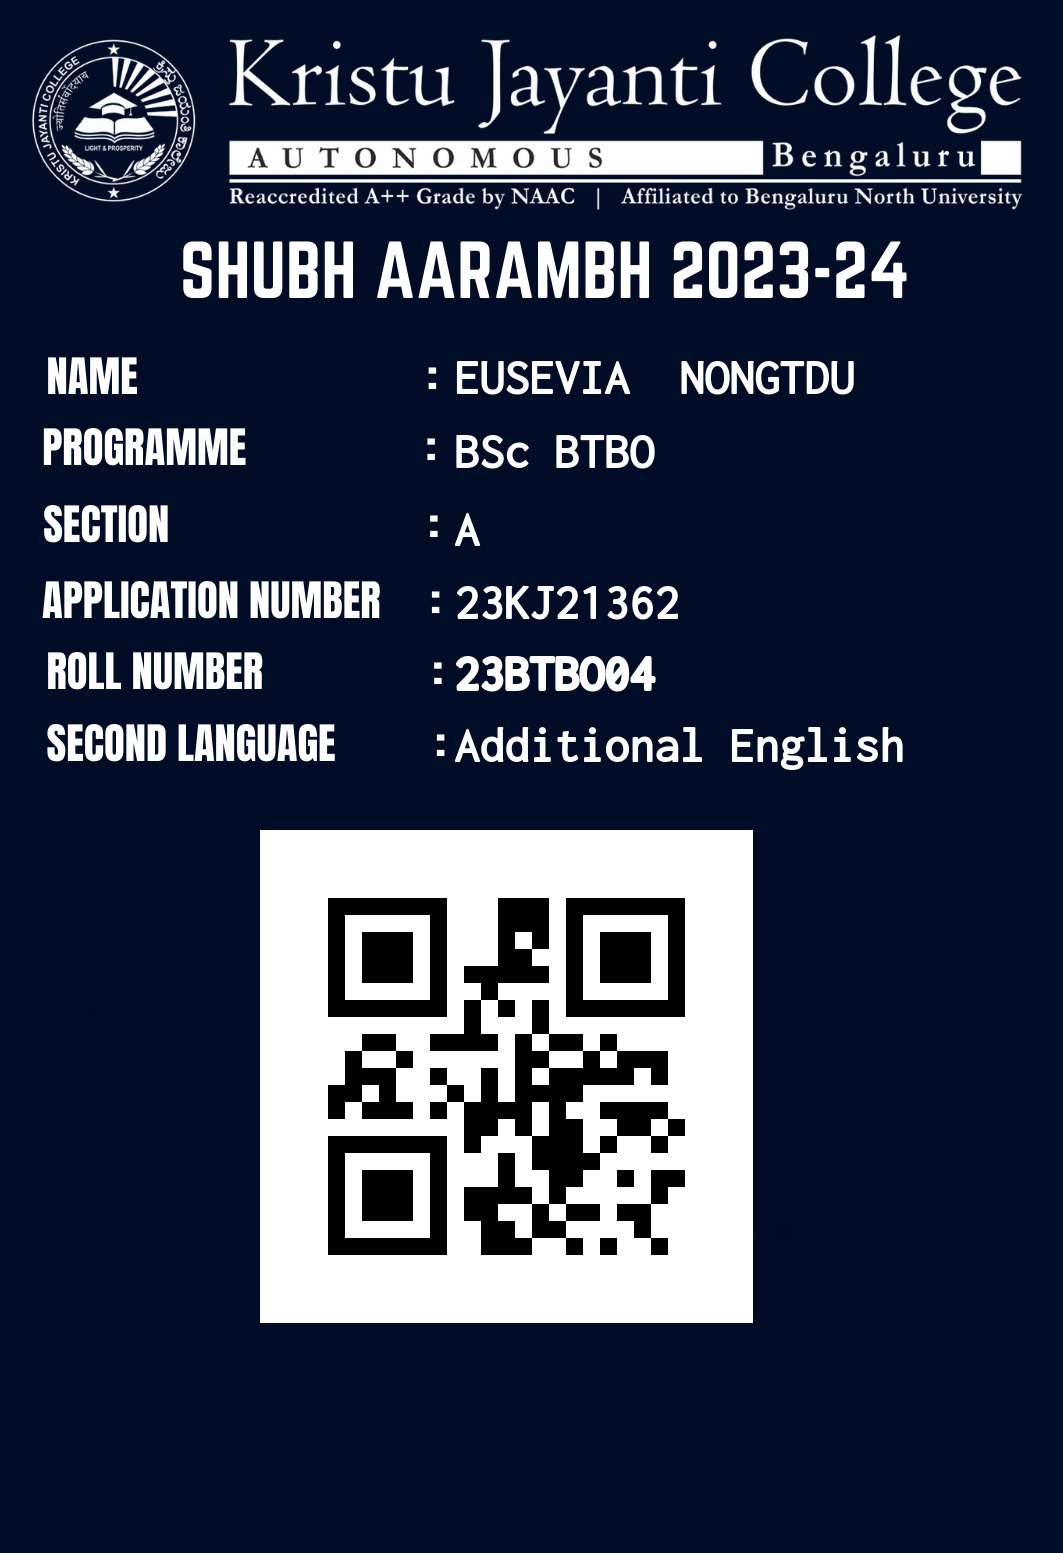 Kristu Jayanti College
AUTONOMOUS Bengaluru
Reaccredited A++ Grade by NAAC | Affiliated to Bengaluru North University
KRISTU JAYANTI COLLEGE
LIGHT & PROSPERITY
SHUBH AARAMBH 2023-24
NAME : EUSEVIA NONGTDU
PROGRAMME : BSc BTBO
SECTION : A
APPLICATION NUMBER : 23KJ21362
ROLL NUMBER : 23BTBO04
SECOND LANGUAGE : Additional English